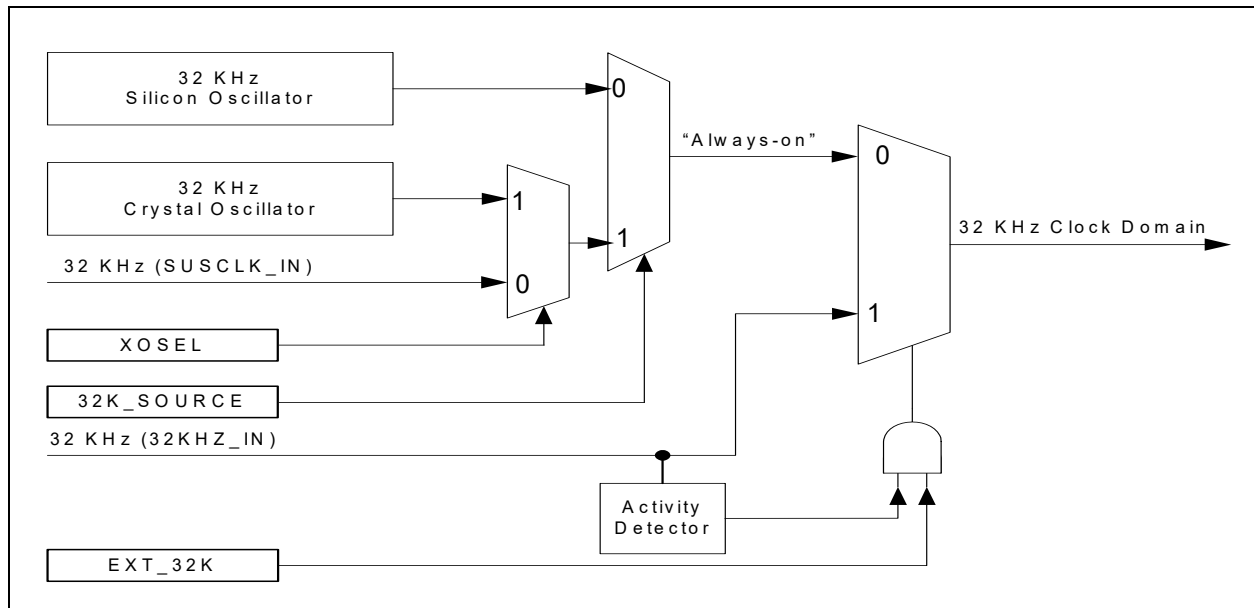 32 KHz
Silicon Oscillator
0
"Always-on"
0
32 KHz
Crystal Oscillator
1
1
32 KHz Clock Domain
32 KHz (SUSCLK_IN)
0
1
XOSEL
32K_SOURCE
32 KHz (32KHZ_IN)
Activity
Detector
EXT_32K